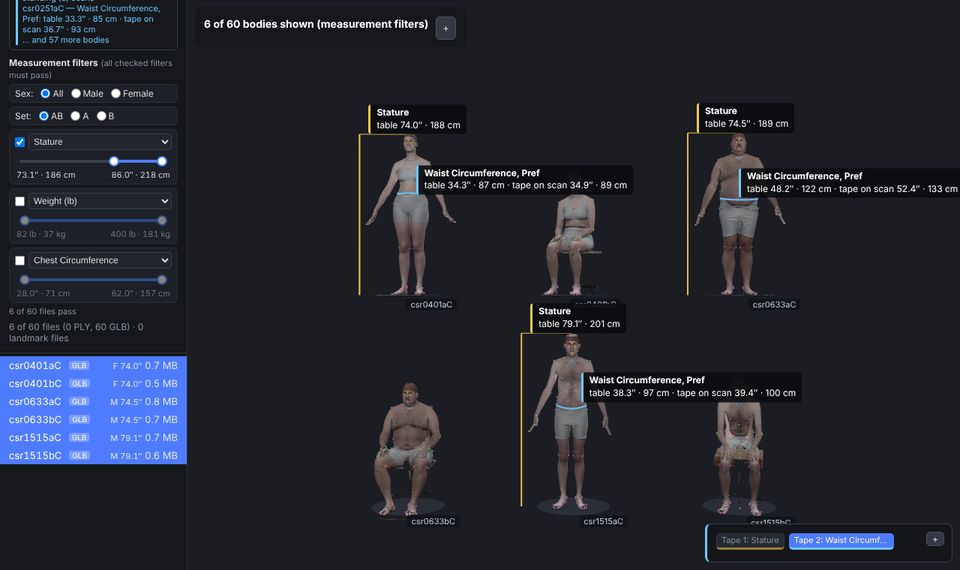 csr0251aC — Waist Circumference,
Pref: table 33.3″ · 85 cm · tape on
scan 36.7″ · 93 cm
... and 57 more bodies
Measurement filters (all checked filters
must pass)
Sex: All Male Female
Set: AB A B
Stature
73.1″ · 186 cm 86.0″ · 218 cm
Weight (lb)
82 lb · 37 kg 400 lb · 181 kg
Chest Circumference
28.0″ · 71 cm 62.0″ · 157 cm
6 of 60 files pass
6 of 60 files (0 PLY, 60 GLB) · 0
landmark files
csr0401aC GLB F 74.0″ 0.7 MB
csr0401bC GLB F 74.0″ 0.5 MB
csr0633aC GLB M 74.5″ 0.8 MB
csr0633bC GLB M 74.5″ 0.7 MB
csr1515aC GLB M 79.1″ 0.7 MB
csr1515bC GLB M 79.1″ 0.6 MB
6 of 60 bodies shown (measurement filters)
+
Stature
table 74.0″ · 188 cm
Waist Circumference, Pref
table 34.3″ · 87 cm · tape on scan 34.9″ · 89 cm
Stature
table 74.5″ · 189 cm
Waist Circumference, Pref
table 48.2″ · 122 cm · tape on scan 52.4″ · 133 cm
csr0401aC
csr0633aC
Stature
table 79.1″ · 201 cm
Waist Circumference, Pref
table 38.3″ · 97 cm · tape on scan 39.4″ · 100 cm
csr0633bC
csr1515aC
csr1515bC
Tape 1: Stature
Tape 2: Waist Circumf...
+